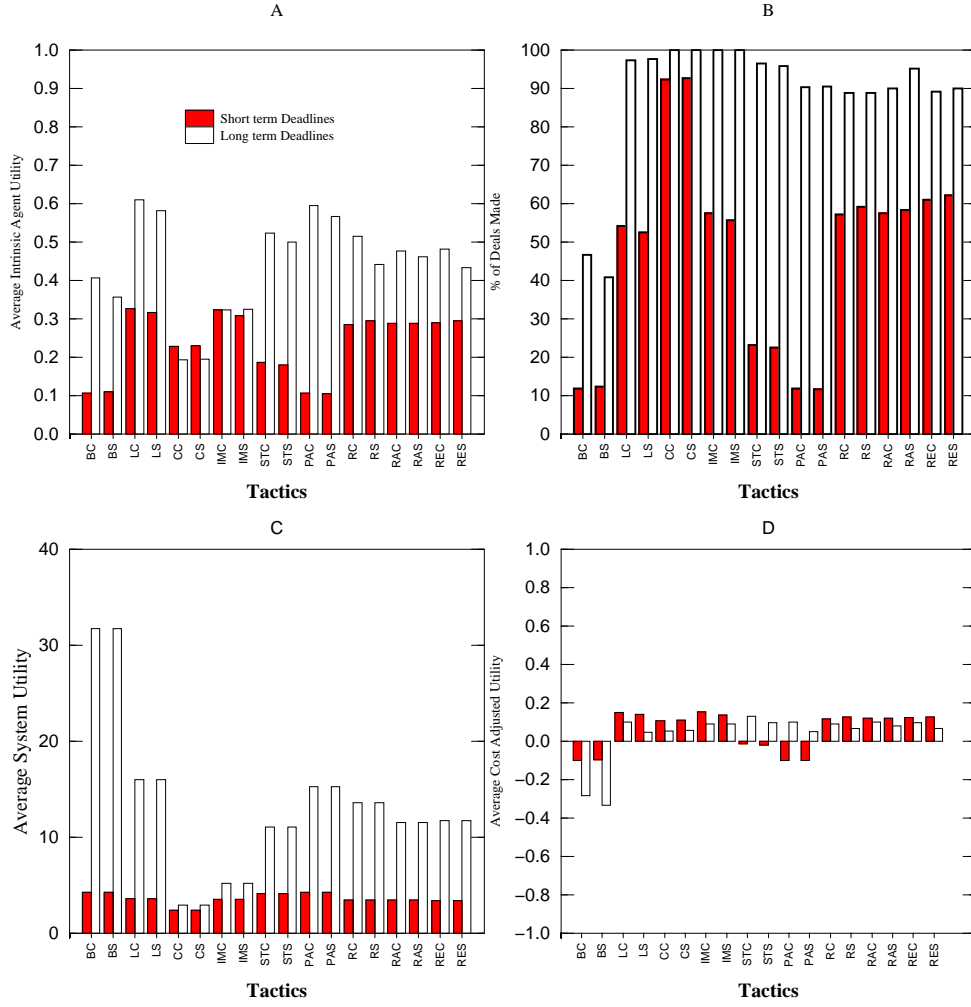 A
Average Intrinsic Agent Utility
1.0
0.9
0.8
0.7
0.6
0.5
0.4
0.3
0.2
0.1
0.0
Short term Deadlines
Long term Deadlines
BC BS LC LS CC CS IMC IMS STC STS PAC PAS RC RS RAC RAS REC RES
Tactics
B
% of Deals Made
100
90
80
70
60
50
40
30
20
10
0
BC BS LC LS CC CS IMC IMS STC STS PAC PAS RC RS RAC RAS REC RES
Tactics
C
Average System Utility
40
30
20
10
0
BC BS LC LS CC CS IMC IMS STC STS PAC PAS RC RS RAC RAS REC RES
Tactics
D
Average Cost Adjusted Utility
1.0
0.8
0.6
0.4
0.2
0.0
−0.2
−0.4
−0.6
−0.8
−1.0
BC BS LC LS CC CS IMC IMS STC STS PAC PAS RC RS RAC RAS REC RES
Tactics